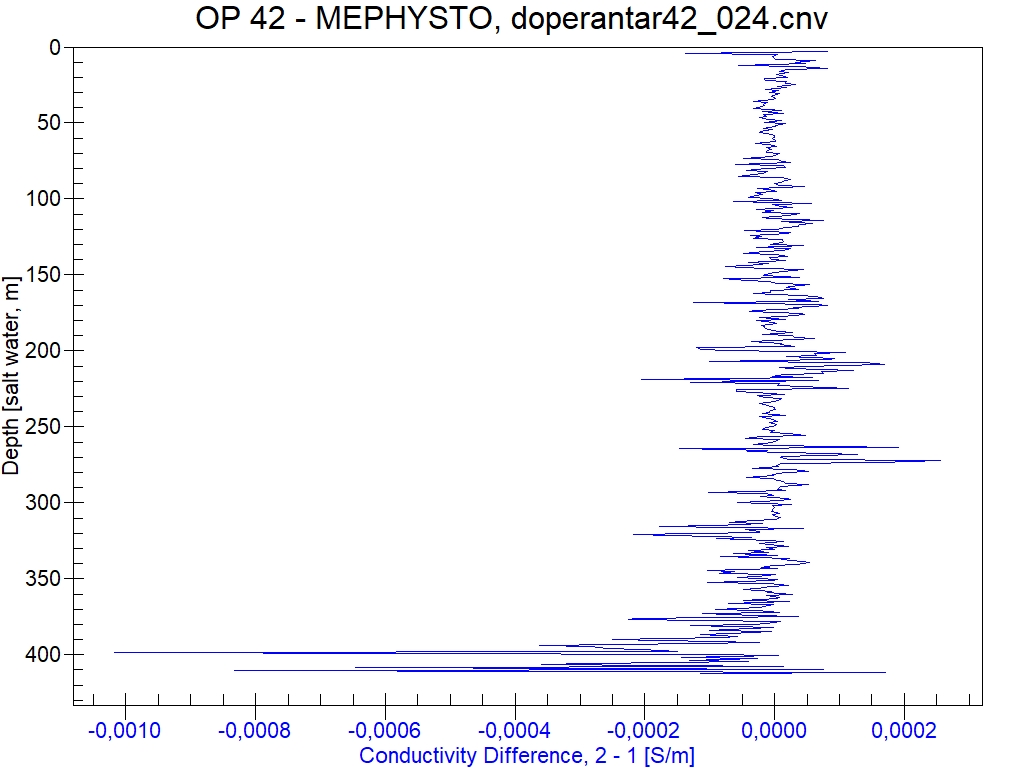 OP 42 - MEPHYSTO, doperantar42_024.cnv
0
50
100
150
200
250
300
350
400
Depth [salt water, m]
-0,0010 -0,0008 -0,0006 -0,0004 -0,0002 0,0000 0,0002
Conductivity Difference, 2 - 1 [S/m]